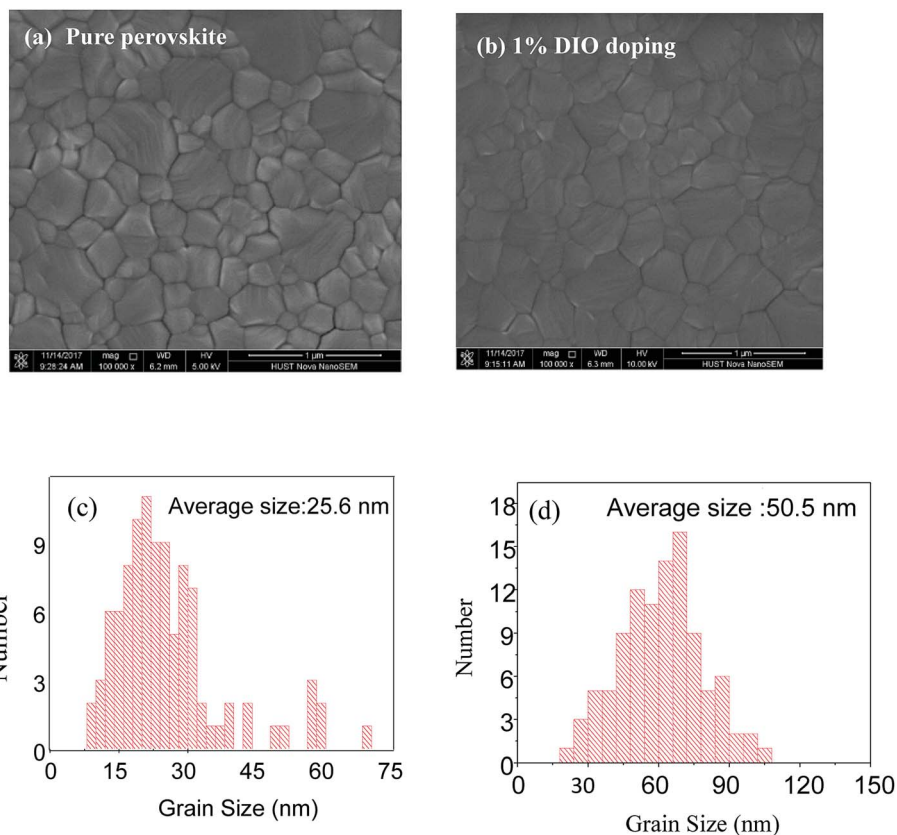 (a) Pure perovskite
(b) 1% DIO doping
11/14/2017 mag WD HV 1 µm
9:28:24 AM 100 000 x 6.2 mm 5.00 kV HUST Nova NanoSEM
11/14/2017 mag WD HV 1 µm
9:15:11 AM 100 000 x 6.3 mm 10.00 kV HUST Nova NanoSEM
(c) Average size:25.6 nm
9
6
3
0
Number
0 15 30 45 60 75
Grain Size (nm)
(d) Average size :50.5 nm
18
15
12
9
6
3
0
Number
0 30 60 90 120 150
Grain Size (nm)